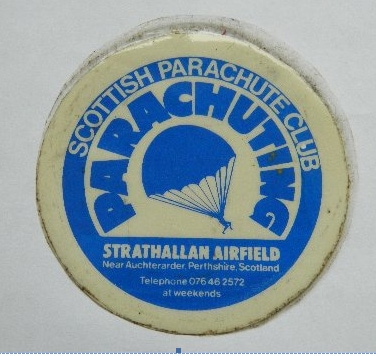 SCOTTISH PARACHUTE CLUB
PARACHUTING
STRATHALLAN AIRFIELD
Near Auchterarder, Perthshire, Scotland
Telephone 076 46 2572
at weekends